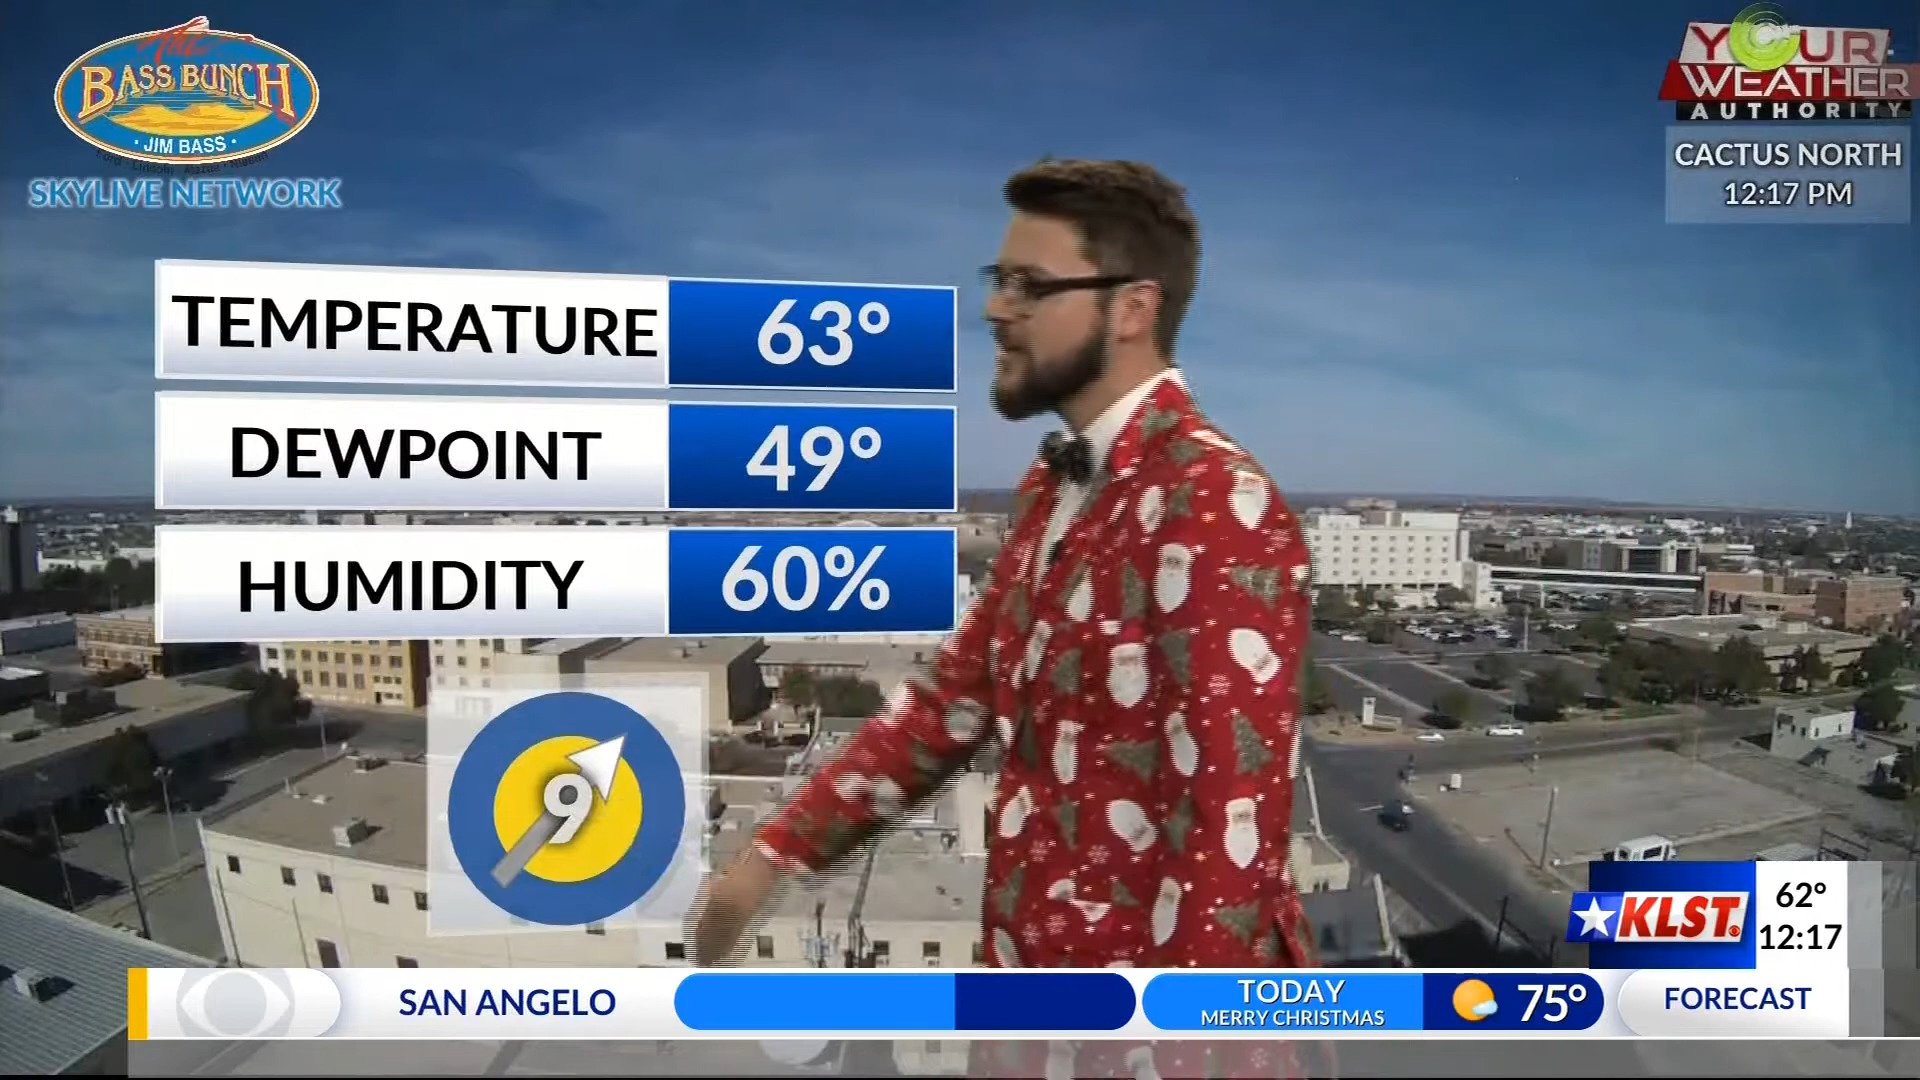 The
BASS BUNCH
· JIM BASS ·
SKYLIVE NETWORK
YOUR
WEATHER
AUTHORITY
CACTUS NORTH
12:17 PM
TEMPERATURE 63°
DEWPOINT 49°
HUMIDITY 60%
9
KLST
62°
12:17
SAN ANGELO
TODAY
MERRY CHRISTMAS
75°
FORECAST